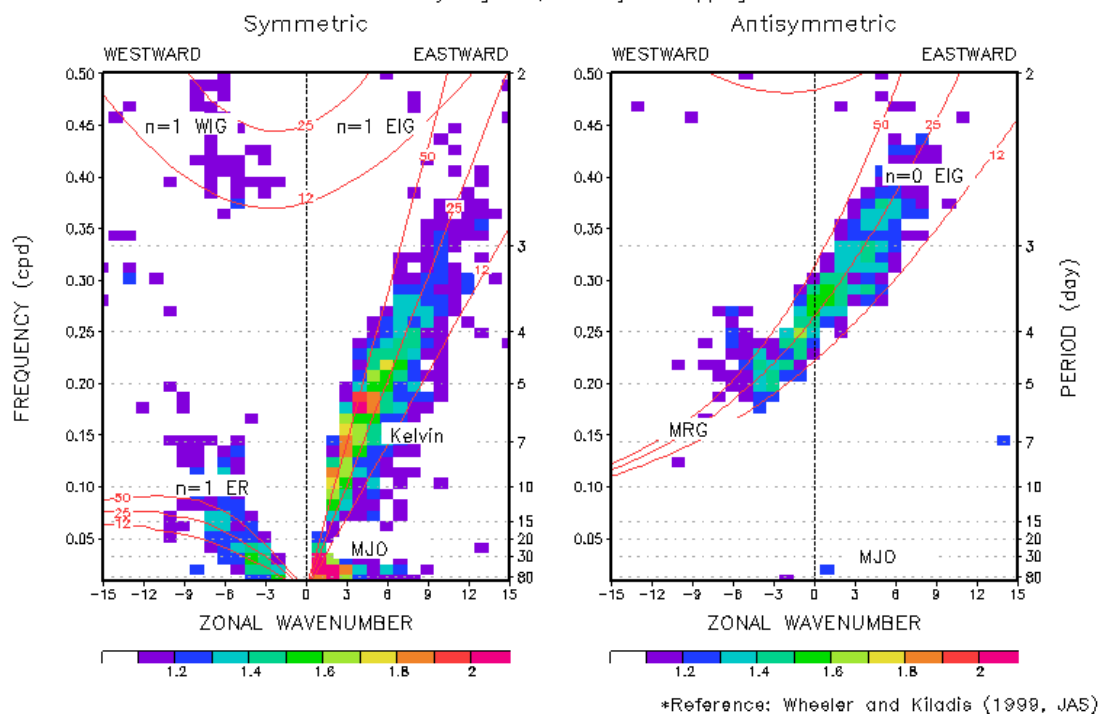 Symmetric
Antisymmetric
WESTWARD EASTWARD
WESTWARD EASTWARD
0.50
0.45
0.40
0.35
0.30
0.25
0.20
0.15
0.10
0.05
FREQUENCY (cpd)
n=1 WIG
n=1 EIG
25
12
50
25
12
Kelvin
n=1 ER
50
25
12
MJO
2
3
4
5
7
10
15
20
30
80
-15 -12 -9 -6 -3 0 3 6 9 12 15
ZONAL WAVENUMBER
1.2 1.4 1.6 1.8 2
0.50
0.45
0.40
0.35
0.30
0.25
0.20
0.15
0.10
0.05
50
25
12
n=0 EIG
MRG
MJO
2
3
4
5
7
10
15
20
30
80
PERIOD (day)
-15 -12 -9 -6 -3 0 3 6 9 12 15
ZONAL WAVENUMBER
1.2 1.4 1.6 1.8 2
*Reference: Wheeler and Kiladis (1999, JAS)